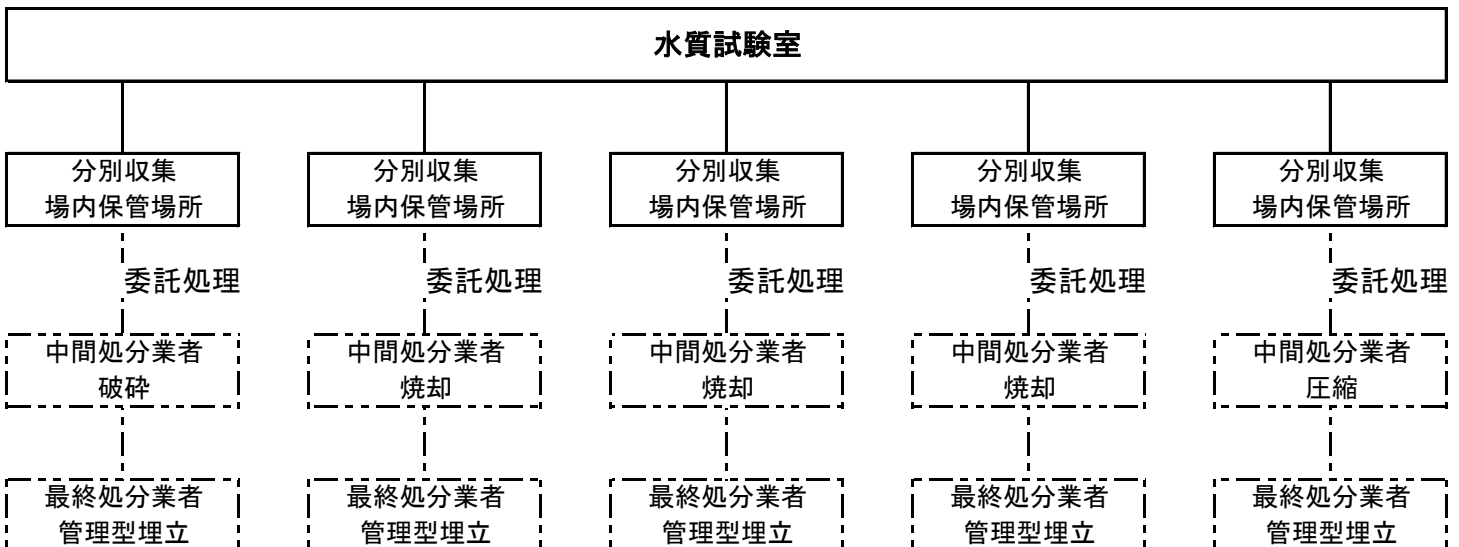 水質試験室
分別収集 分別収集 分別収集 分別収集 分別収集
場内保管場所 場内保管場所 場内保管場所 場内保管場所 場内保管場所
委託処理 委託処理 委託処理 委託処理 委託処理
中間処分業者 中間処分業者 中間処分業者 中間処分業者 中間処分業者
破砕 焼却 焼却 焼却 圧縮
最終処分業者 最終処分業者 最終処分業者 最終処分業者 最終処分業者
管理型埋立 管理型埋立 管理型埋立 管理型埋立 管理型埋立